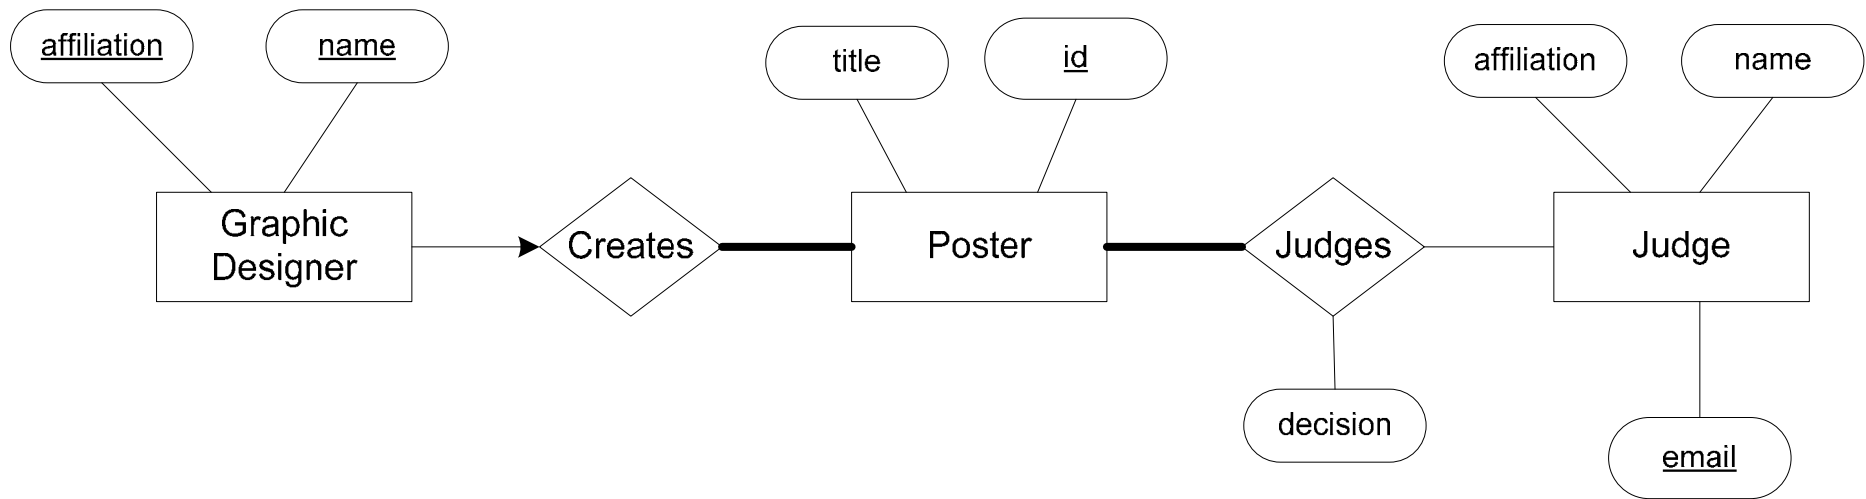 affiliation
name
title
id
affiliation
name
Graphic
Designer
Creates
Poster
Judges
Judge
decision
email